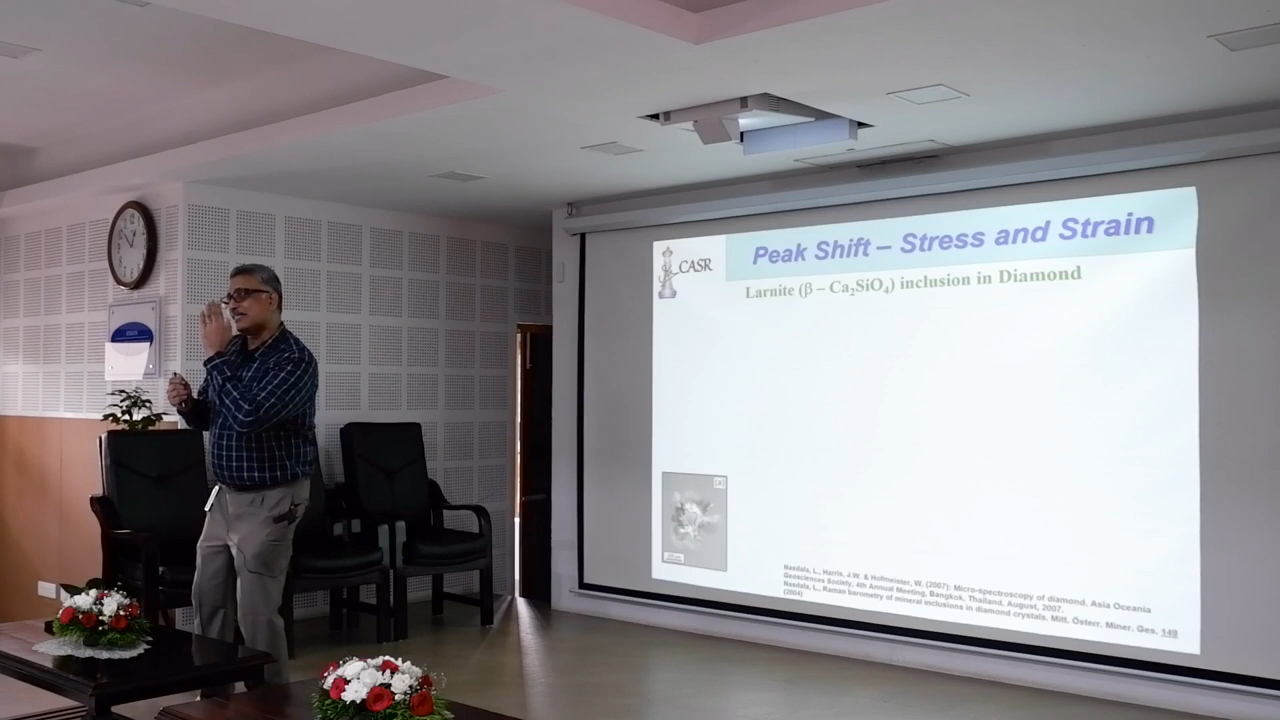 CASR
Peak Shift – Stress and Strain
Larnite (β – Ca₂SiO₄) inclusion in Diamond
Nasdala, L., Harris, J.W. & Hofmeister, W. (2007): Micro-spectroscopy of diamond. Asia Oceania
Geosciences Society, 4th Annual Meeting, Bangkok, Thailand, August, 2007.
Nasdala, L., Raman barometry of mineral inclusions in diamond crystals. Mitt. Österr. Miner. Ges. 149
(2004)